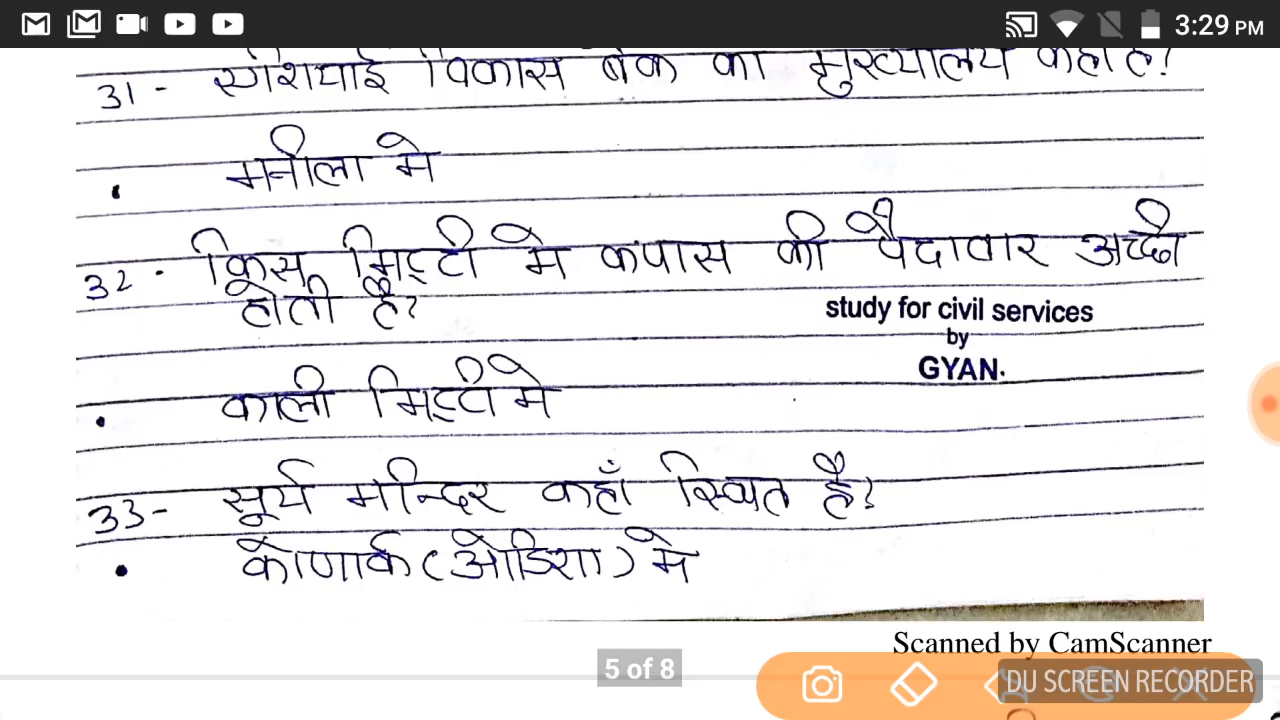 3:29 PM
31- एशियाई विकास बैंक का मुख्यालय कहाँ है?
• मनीला मे
32. किस मिट्टी मे कपास की पैदावार अच्छी
होती है?
study for civil services
by
GYAN.
• काली मिट्टी मे
33- सूर्य मन्दिर कहाँ स्थित है?
• कोणार्क (ओडिशा) मे
Scanned by CamScanner
5 of 8
DU SCREEN RECORDER